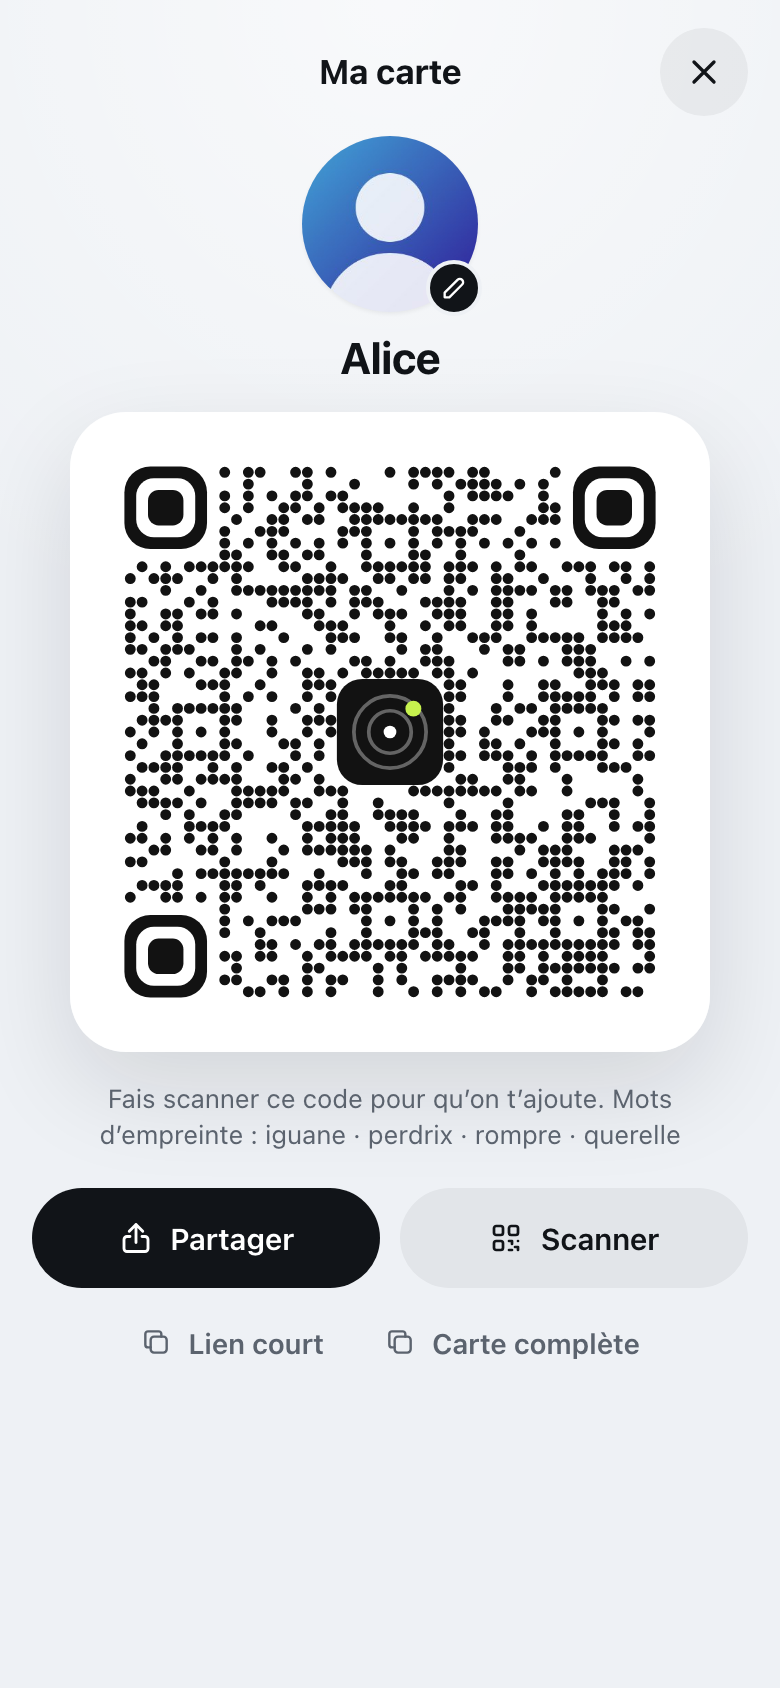 Ma carte
Alice
Fais scanner ce code pour qu’on t’ajoute. Mots
d’empreinte : iguane · perdrix · rompre · querelle
Partager
Scanner
Lien court
Carte complète